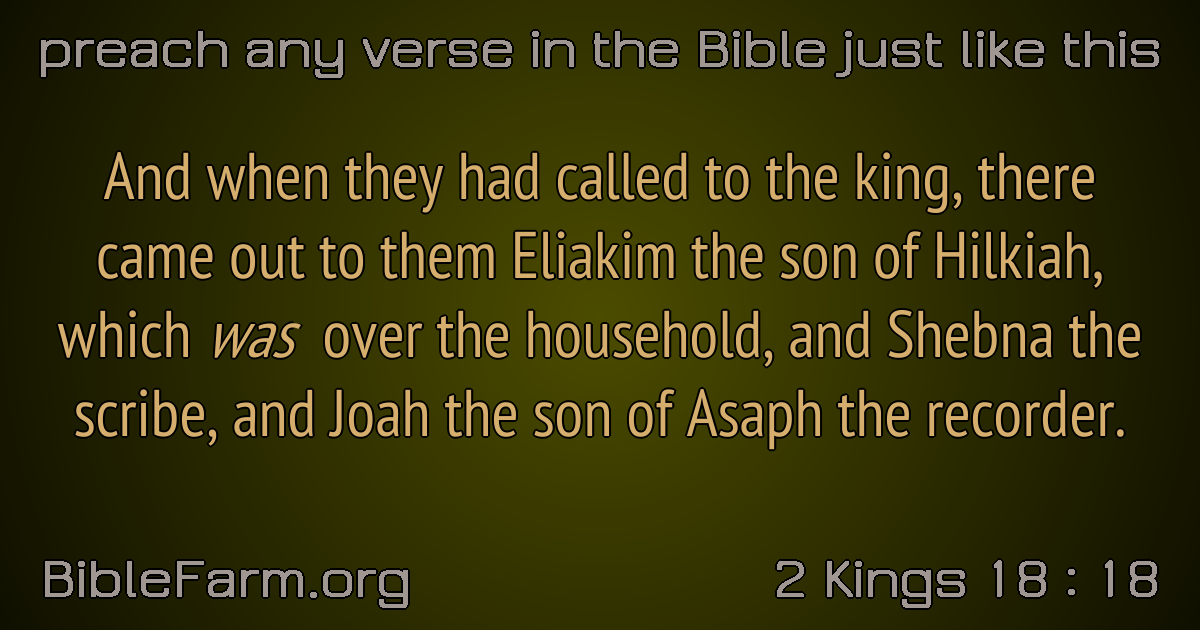 preach any verse in the Bible just like this
And when they had called to the king, there
came out to them Eliakim the son of Hilkiah,
which was over the household, and Shebna the
scribe, and Joah the son of Asaph the recorder.
BibleFarm.org
2 Kings 18 : 18